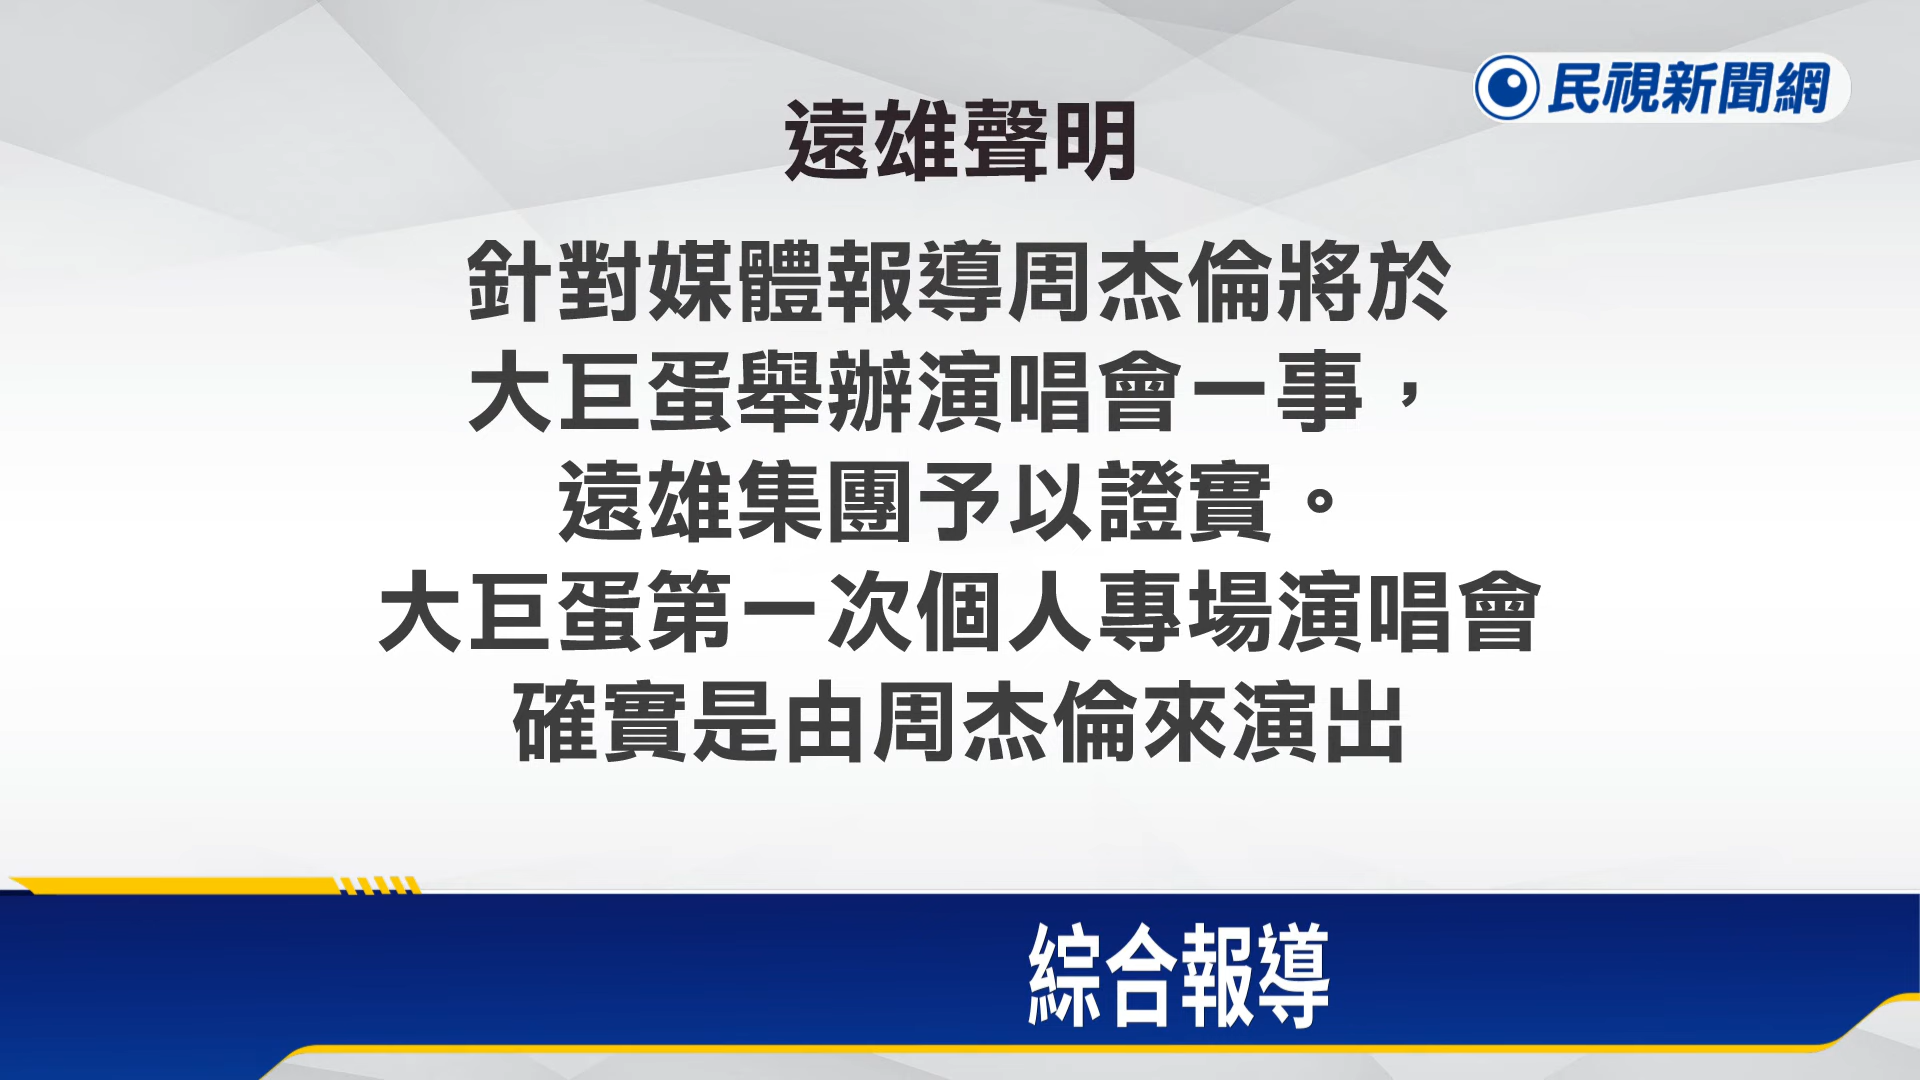 民視新聞網
遠雄聲明
針對媒體報導周杰倫將於
大巨蛋舉辦演唱會一事，
遠雄集團予以證實。
大巨蛋第一次個人專場演唱會
確實是由周杰倫來演出
綜合報導